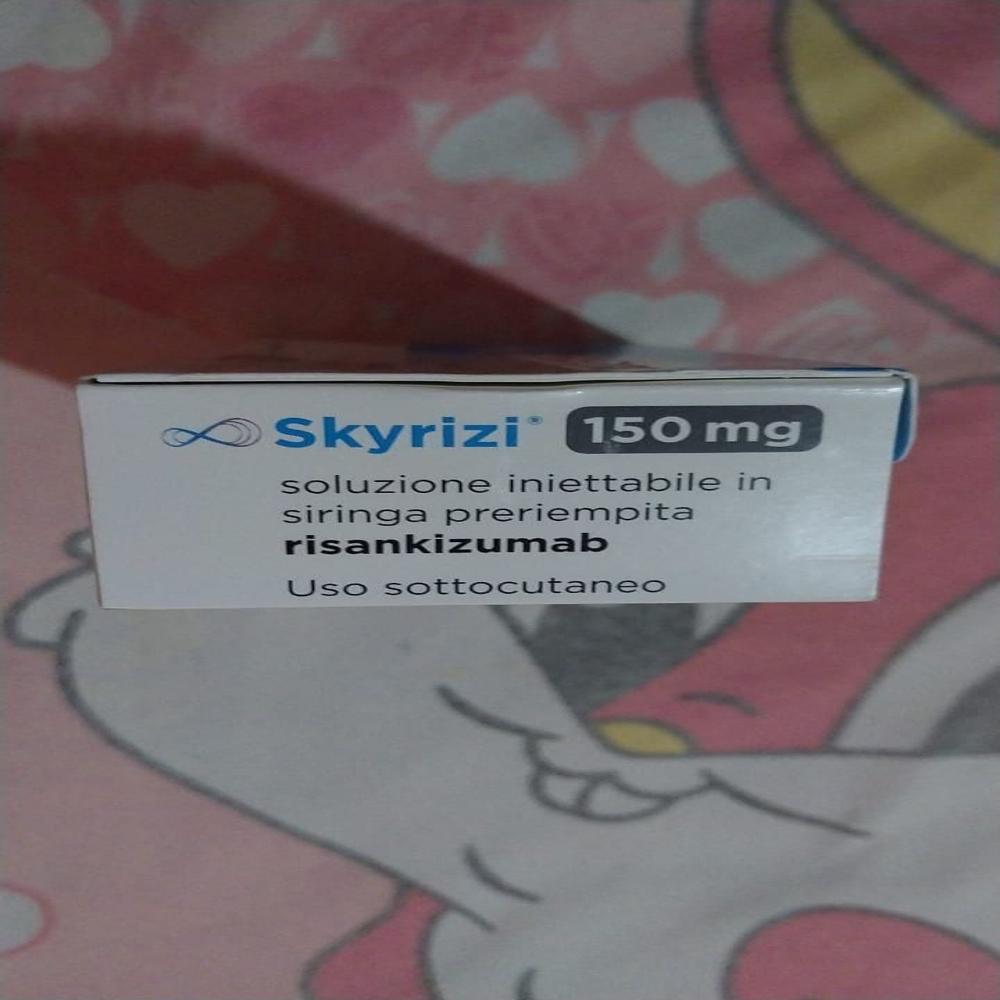 Skyrizi® 150 mg
soluzione iniettabile in
siringa preriempita
risankizumab
Uso sottocutaneo